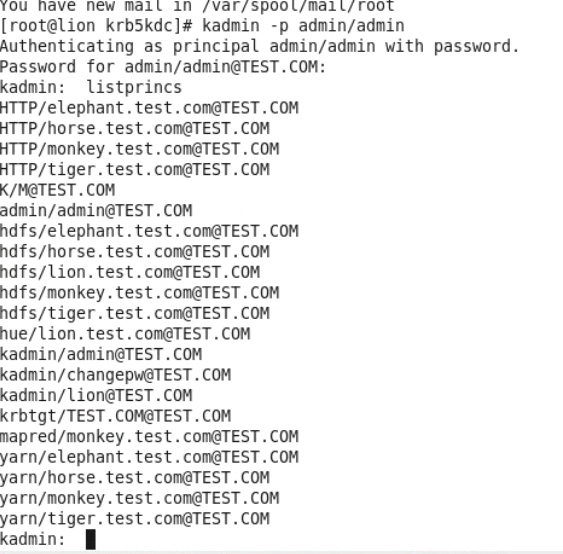 You have new mail in /var/spool/mail/root
[root@lion krb5kdc]# kadmin -p admin/admin
Authenticating as principal admin/admin with password.
Password for admin/admin@TEST.COM:
kadmin:  listprincs
HTTP/elephant.test.com@TEST.COM
HTTP/horse.test.com@TEST.COM
HTTP/monkey.test.com@TEST.COM
HTTP/tiger.test.com@TEST.COM
K/M@TEST.COM
admin/admin@TEST.COM
hdfs/elephant.test.com@TEST.COM
hdfs/horse.test.com@TEST.COM
hdfs/lion.test.com@TEST.COM
hdfs/monkey.test.com@TEST.COM
hdfs/tiger.test.com@TEST.COM
hue/lion.test.com@TEST.COM
kadmin/admin@TEST.COM
kadmin/changepw@TEST.COM
kadmin/lion@TEST.COM
krbtgt/TEST.COM@TEST.COM
mapred/monkey.test.com@TEST.COM
yarn/elephant.test.com@TEST.COM
yarn/horse.test.com@TEST.COM
yarn/monkey.test.com@TEST.COM
yarn/tiger.test.com@TEST.COM
kadmin: